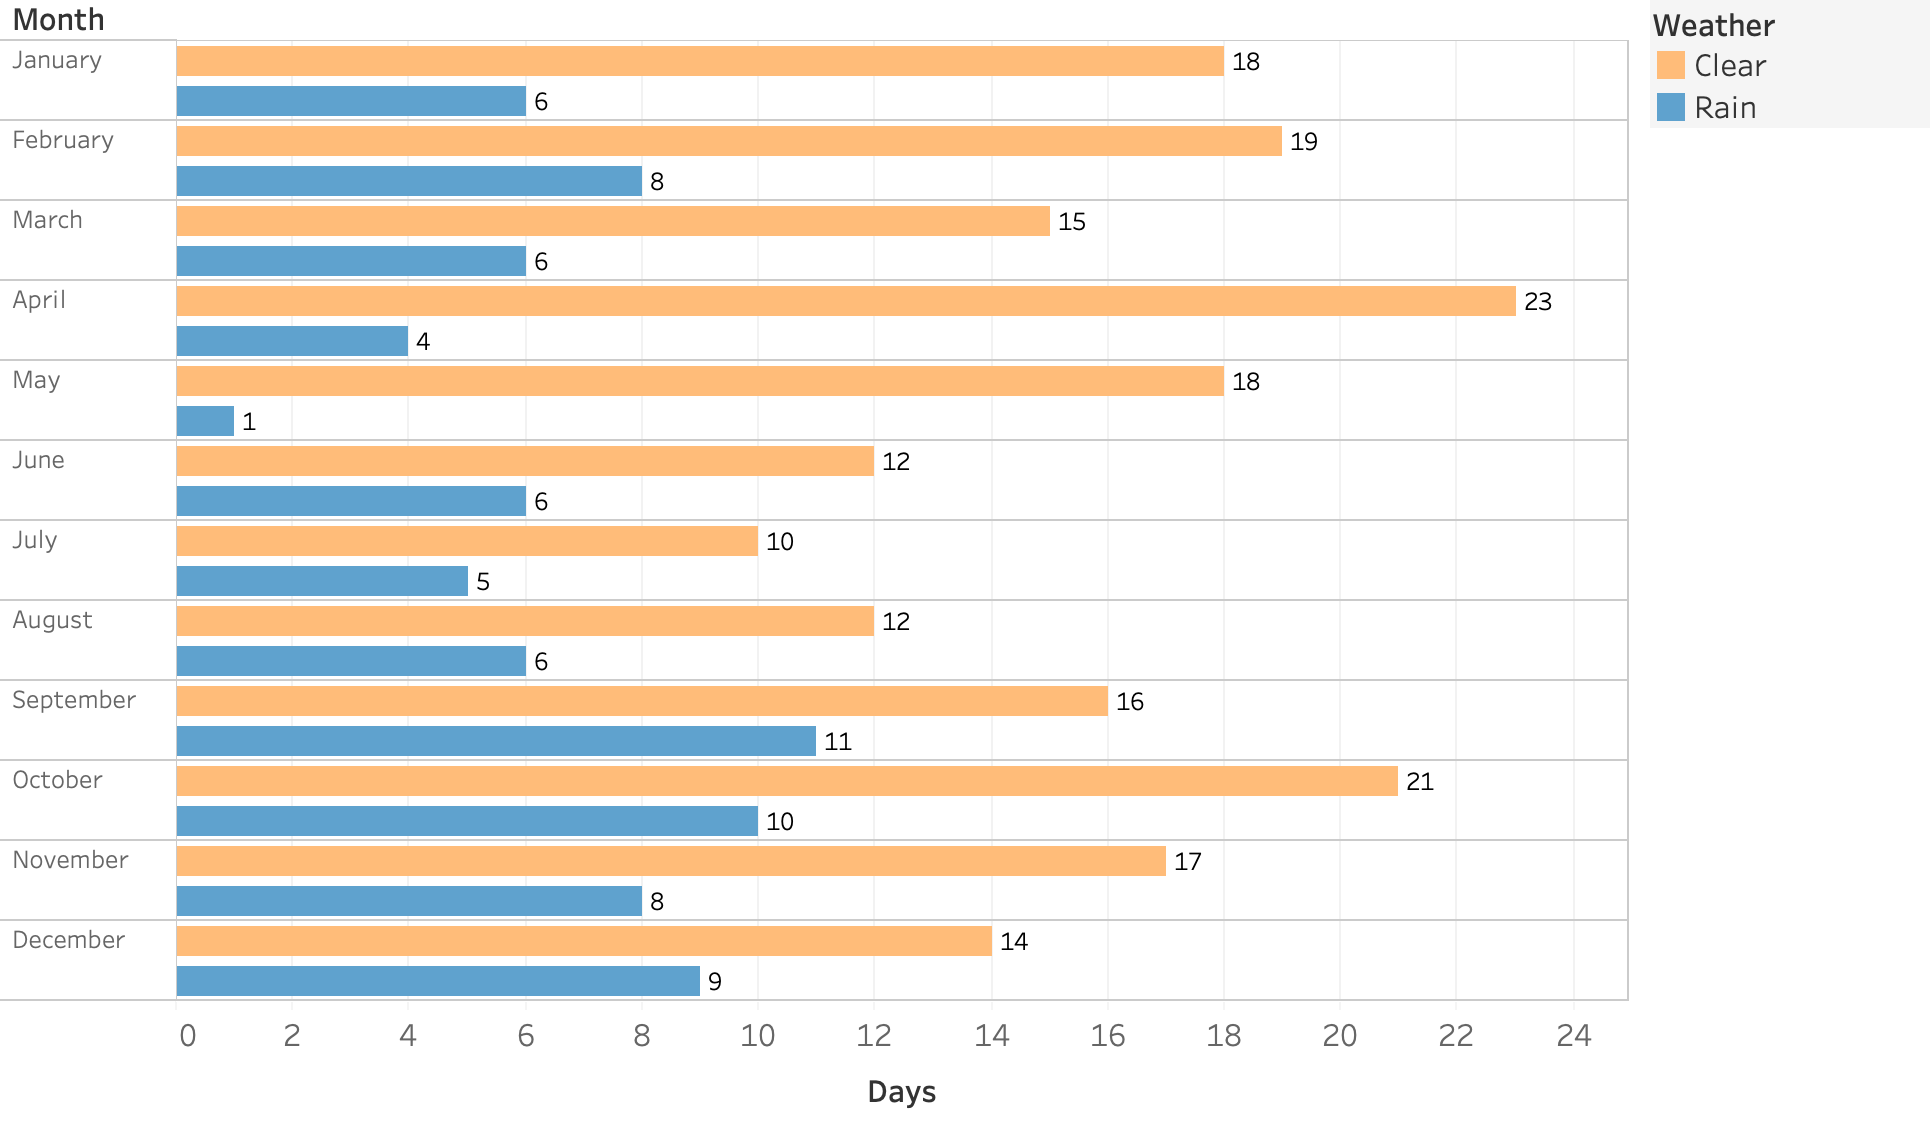 Month
Weather
Clear
Rain
January
18
6
February
19
8
March
15
6
April
23
4
May
18
1
June
12
6
July
10
5
August
12
6
September
16
11
October
21
10
November
17
8
December
14
9
0 2 4 6 8 10 12 14 16 18 20 22 24
Days